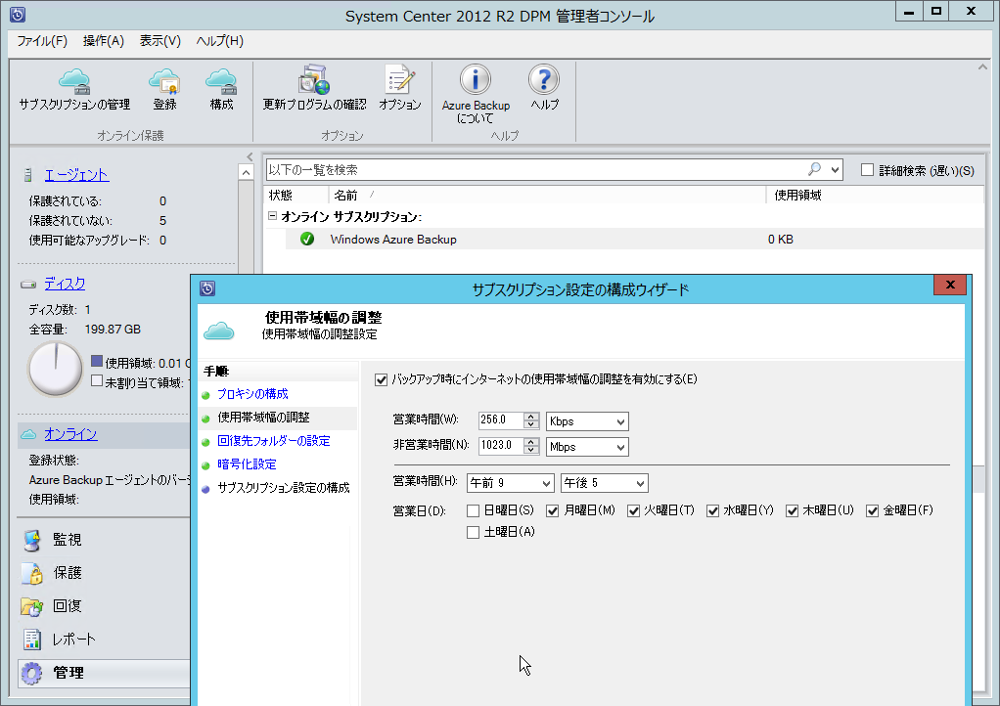 System Center 2012 R2 DPM 管理者コンソール
ファイル(F) 操作(A) 表示(V) ヘルプ(H)
サブスクリプションの管理 登録 構成 更新プログラムの確認 オプション Azure Backup について ヘルプ
オンライン保護 オプション ヘルプ
エージェント
保護されている: 0
保護されていない: 5
使用可能なアップグレード: 0
ディスク
ディスク数: 1
全容量: 199.87 GB
使用領域: 0.01
未割り当て領域:
オンライン
登録状態:
Azure Backup エージェントのバー
使用領域:
監視
保護
回復
レポート
管理
以下の一覧を検索 詳細検索 (遅い)(S)
状態 名前 使用領域
オンライン サブスクリプション:
Windows Azure Backup 0 KB
サブスクリプション設定の構成ウィザード
使用帯域幅の調整
使用帯域幅の調整設定
手順:
プロキシの構成
使用帯域幅の調整
回復先フォルダーの設定
暗号化設定
サブスクリプション設定の構成
バックアップ時にインターネットの使用帯域幅の調整を有効にする(E)
営業時間(W): 256.0 Kbps
非営業時間(N): 1023.0 Mbps
営業時間(H): 午前 9 午後 5
営業日(D): 日曜日(S) 月曜日(M) 火曜日(T) 水曜日(Y) 木曜日(U) 金曜日(F)
土曜日(A)